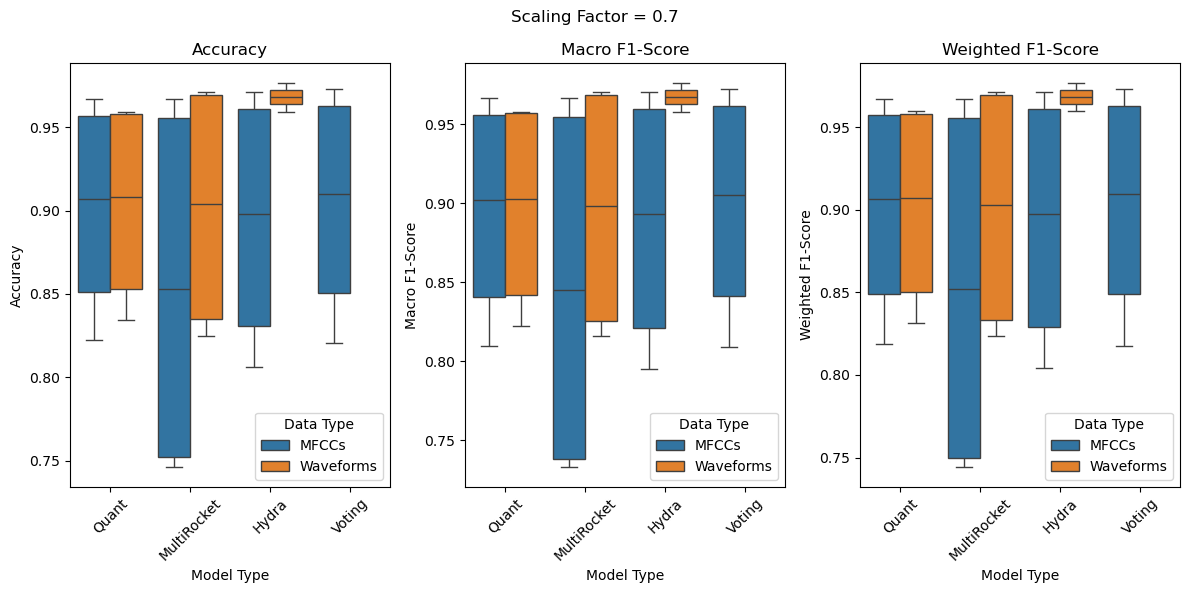 Scaling Factor = 0.7
Accuracy
Accuracy
0.95
0.90
0.85
0.80
0.75
Quant
MultiRocket
Hydra
Voting
Model Type
Data Type
MFCCs
Waveforms
Macro F1-Score
Macro F1-Score
0.95
0.90
0.85
0.80
0.75
Quant
MultiRocket
Hydra
Voting
Model Type
Data Type
MFCCs
Waveforms
Weighted F1-Score
Weighted F1-Score
0.95
0.90
0.85
0.80
0.75
Quant
MultiRocket
Hydra
Voting
Model Type
Data Type
MFCCs
Waveforms